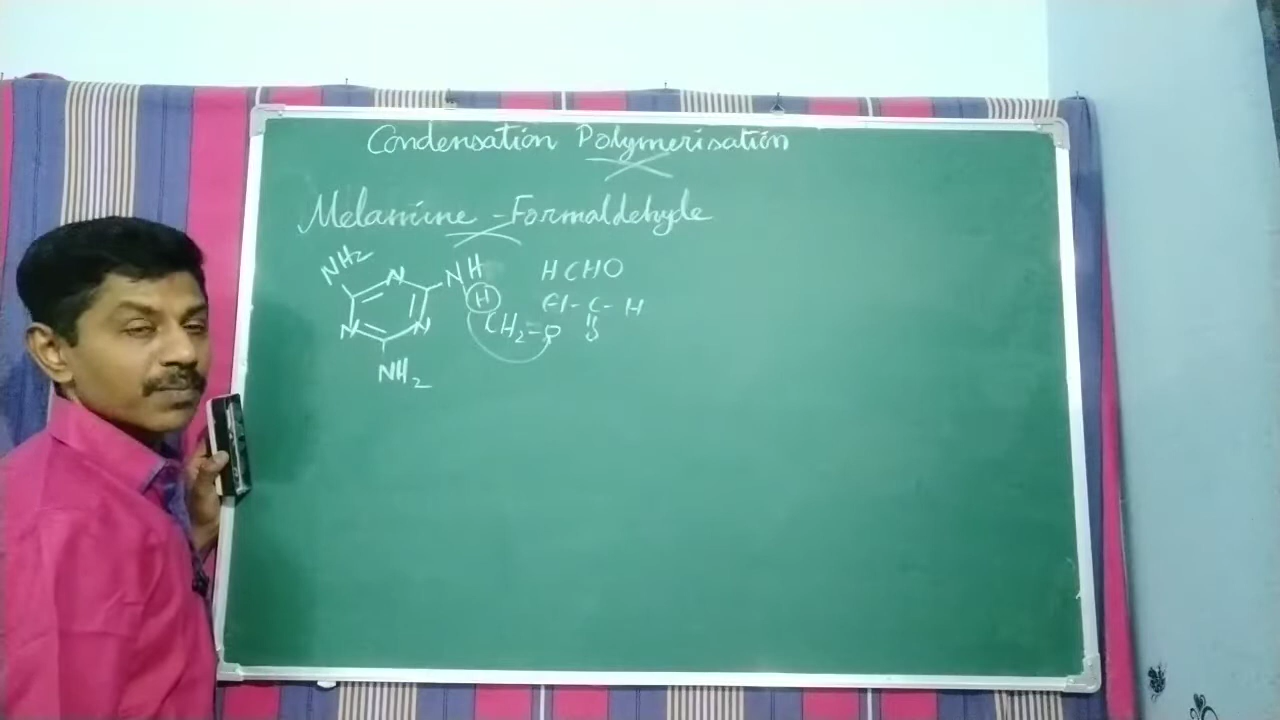 Condensation Polymerisation
Melamine - Formaldehyde
NH2 N NH HCHO
H H - C - H
N N CH2 - O O
NH2